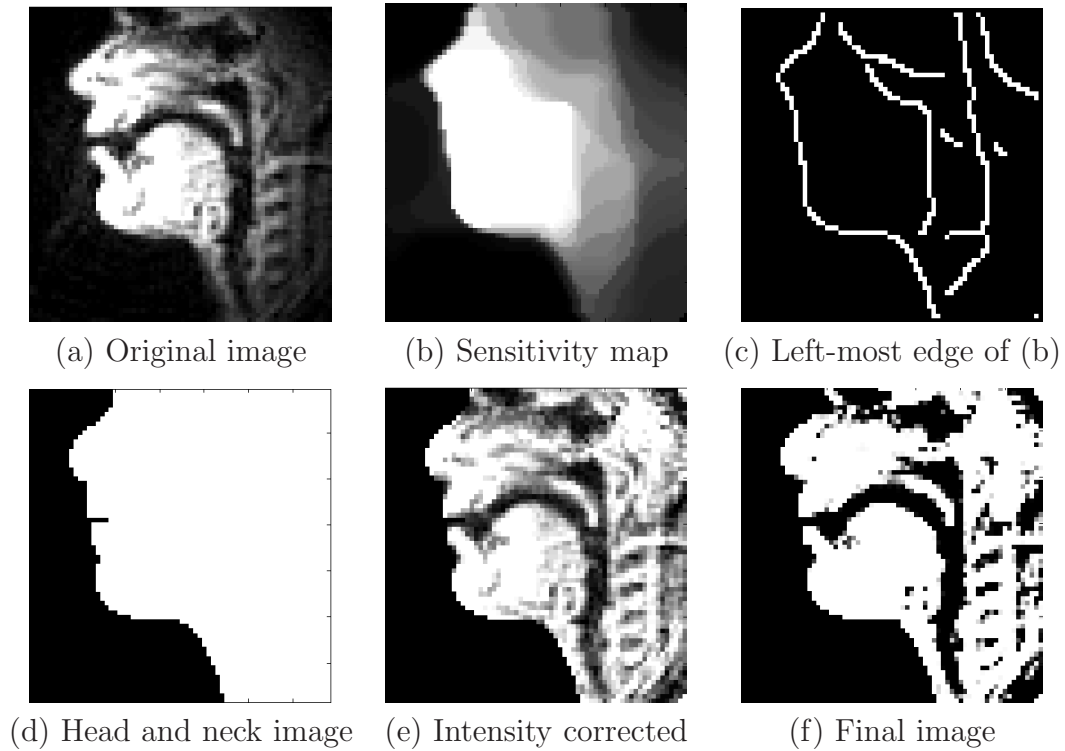 (a) Original image
(b) Sensitivity map
(c) Left-most edge of (b)
(d) Head and neck image
(e) Intensity corrected
(f) Final image